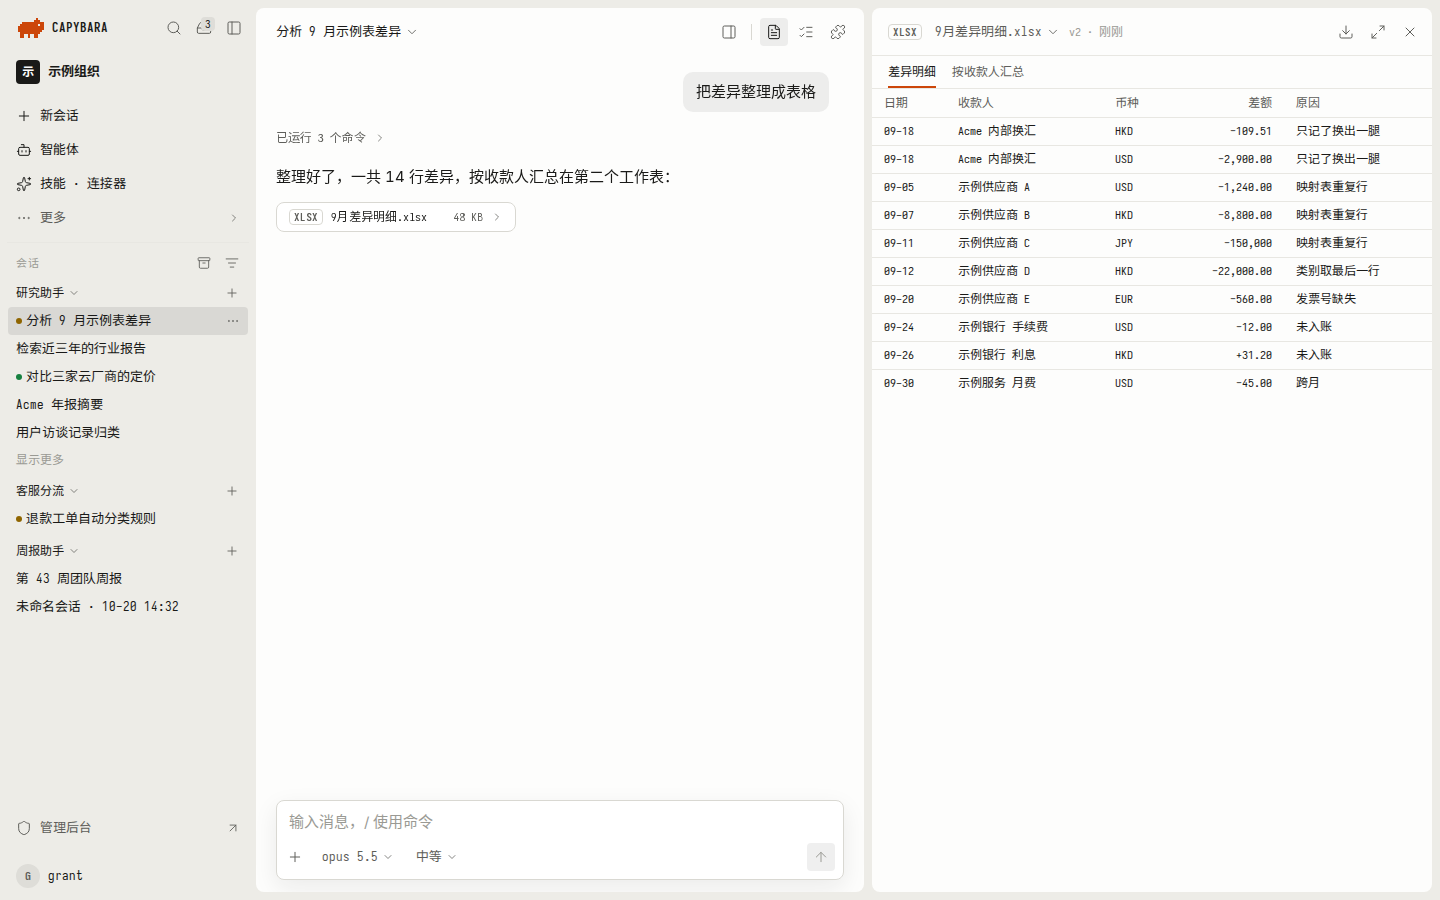 CAPYBARA
3
示 示例组织
新会话
智能体
技能 · 连接器
更多
会话
研究助手
分析 9 月示例表差异
检索近三年的行业报告
对比三家云厂商的定价
Acme 年报摘要
用户访谈记录归类
显示更多
客服分流
退款工单自动分类规则
周报助手
第 43 周团队周报
未命名会话 · 10-20 14:32
管理后台
G grant
分析 9 月示例表差异
把差异整理成表格
已运行 3 个命令
整理好了，一共 14 行差异，按收款人汇总在第二个工作表：
XLSX 9月差异明细.xlsx 48 KB
输入消息，/ 使用命令
opus 5.5 中等
XLSX 9月差异明细.xlsx v2 · 刚刚
差异明细 按收款人汇总
日期 收款人 币种 差额 原因
09-18 Acme 内部换汇 HKD -109.51 只记了换出一腿
09-18 Acme 内部换汇 USD -2,900.00 只记了换出一腿
09-05 示例供应商 A USD -1,240.00 映射表重复行
09-07 示例供应商 B HKD -8,800.00 映射表重复行
09-11 示例供应商 C JPY -150,000 映射表重复行
09-12 示例供应商 D HKD -22,000.00 类别取最后一行
09-20 示例供应商 E EUR -560.00 发票号缺失
09-24 示例银行 手续费 USD -12.00 未入账
09-26 示例银行 利息 HKD +31.20 未入账
09-30 示例服务 月费 USD -45.00 跨月